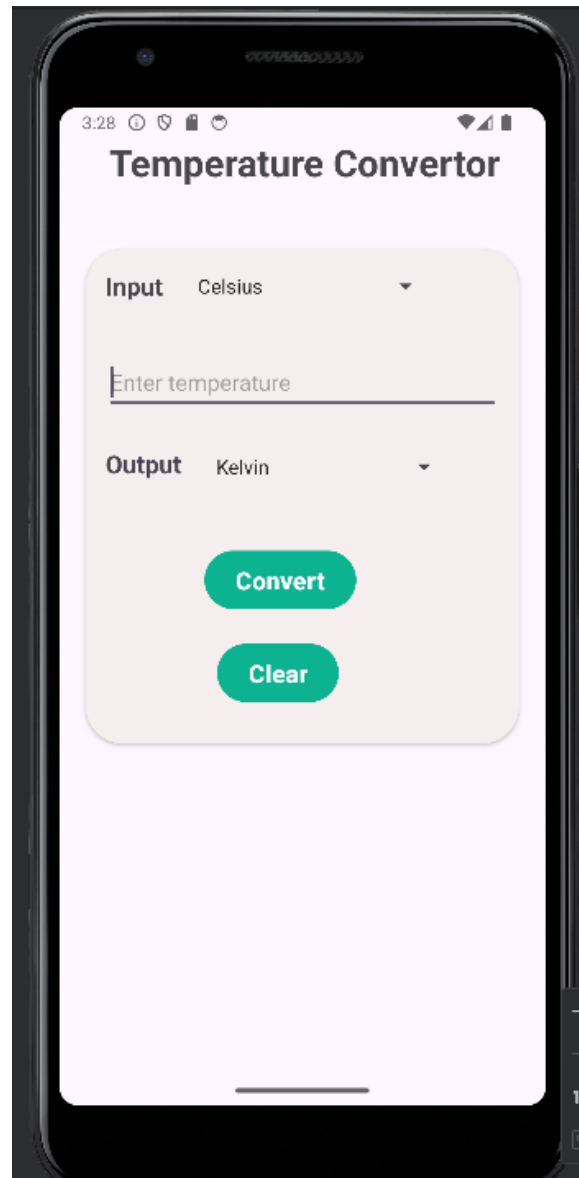 3:28
Temperature Convertor
Input Celsius
Enter temperature
Output Kelvin
Convert
Clear